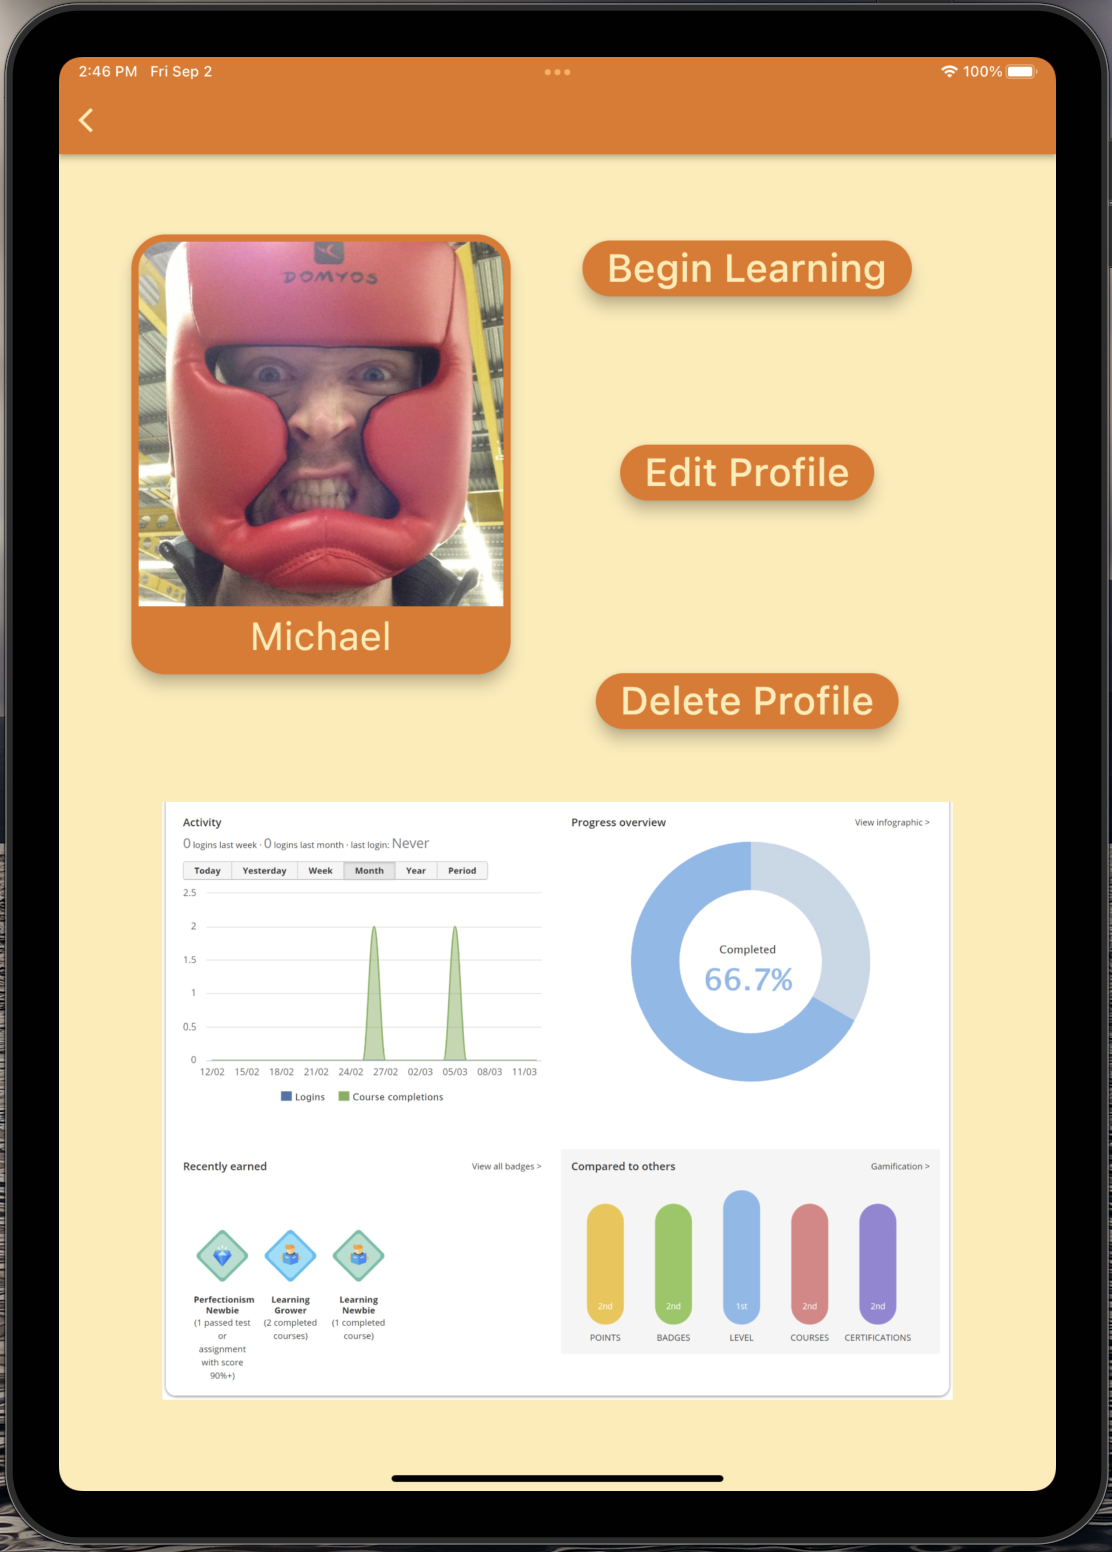 2:46 PM Fri Sep 2
100%
DOMYOS
Michael
Begin Learning
Edit Profile
Delete Profile
Activity
0 logins last week · 0 logins last month · last login: Never
Today Yesterday Week Month Year Period
2.5
2
1.5
1
0.5
0
12/02 15/02 18/02 21/02 24/02 27/02 02/03 05/03 08/03 11/03
Logins Course completions
Progress overview View infographic >
Completed
66.7%
Recently earned View all badges >
Perfectionism
Newbie
(1 passed test
or
assignment
with score
90%+)
Learning
Grower
(2 completed
courses)
Learning
Newbie
(1 completed
course)
Compared to others Gamification >
2nd 2nd 1st 2nd 2nd
POINTS BADGES LEVEL COURSES CERTIFICATIONS